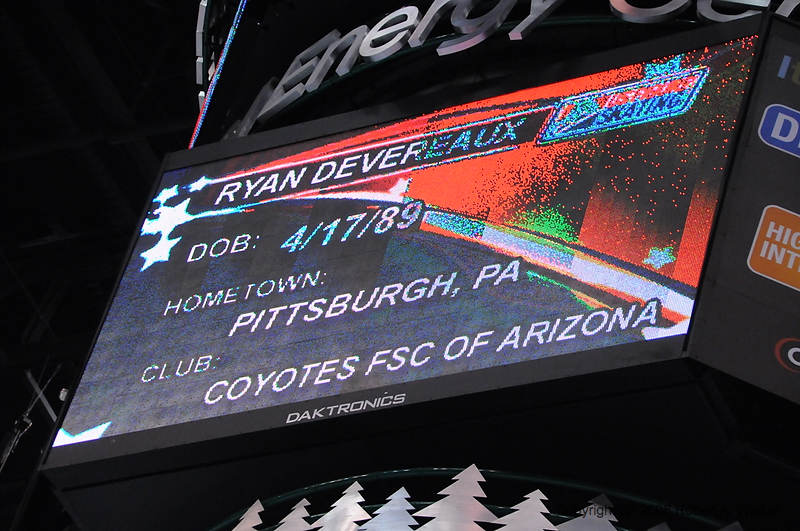 Energy
RYAN DEVEREAUX
DOB: 4/17/89
HOMETOWN:
PITTSBURGH, PA
CLUB:
COYOTES FSC OF ARIZONA
DAKTRONICS